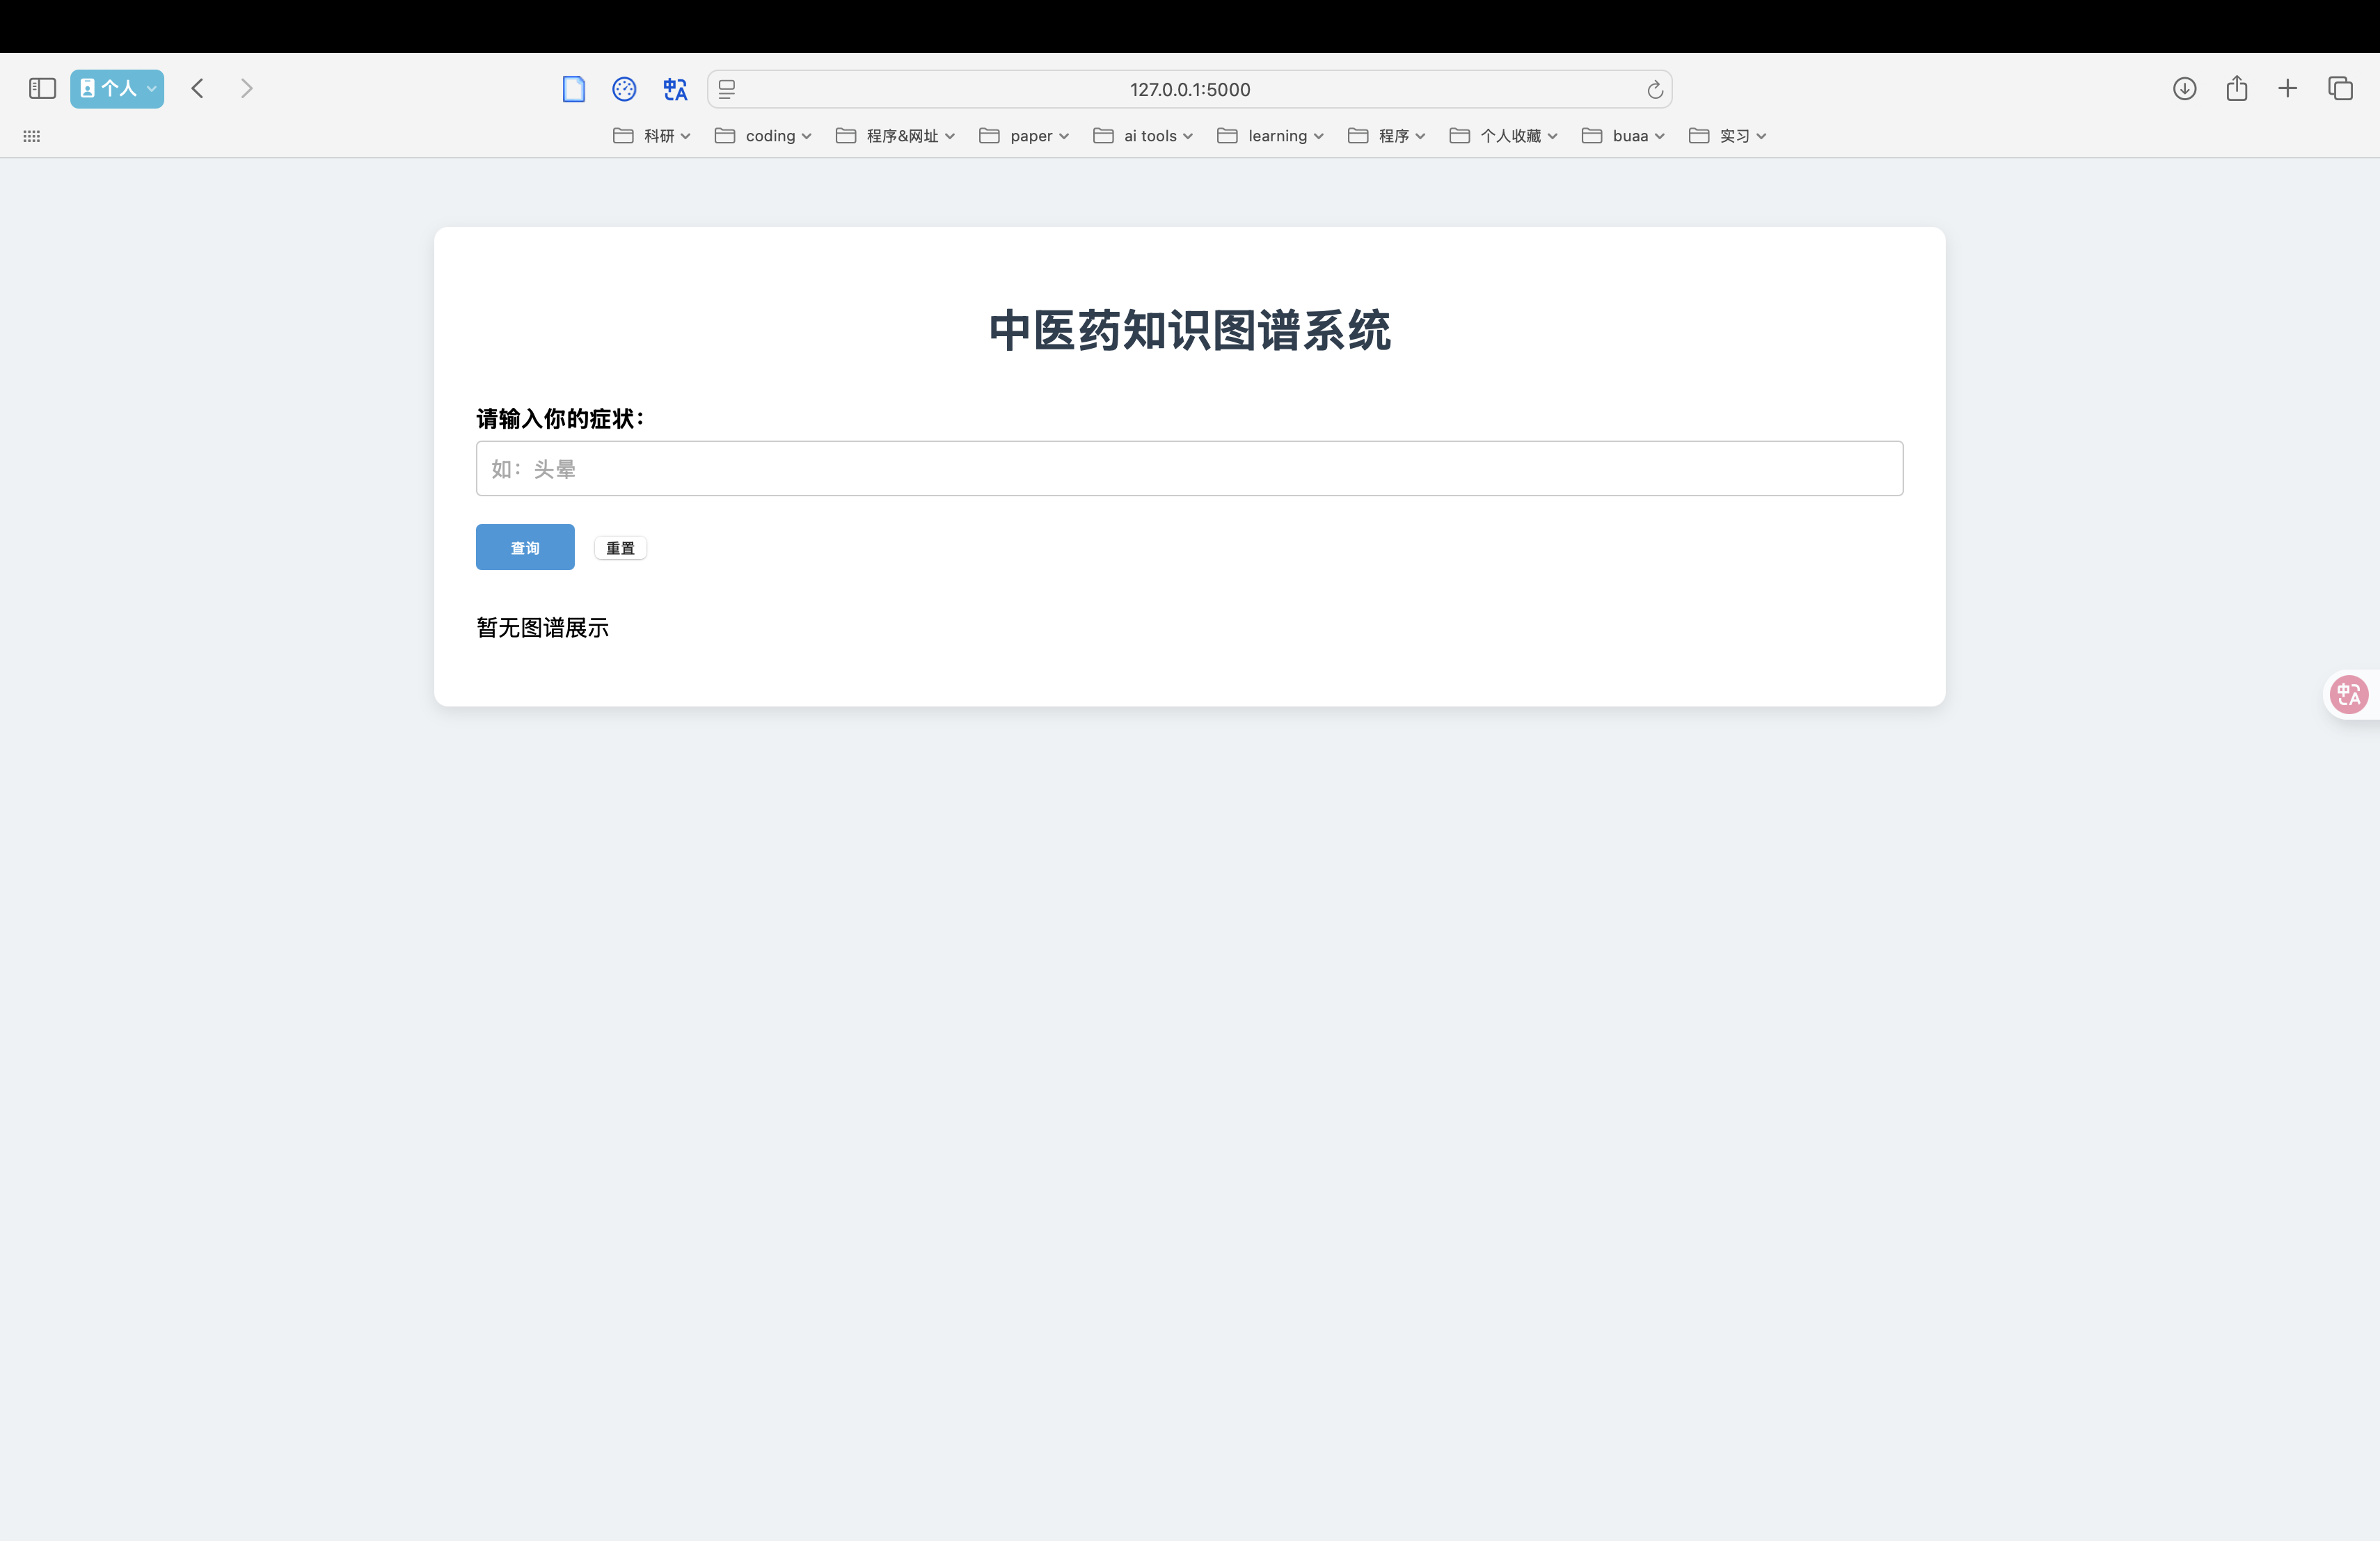 个人
127.0.0.1:5000
科研 coding 程序&网址 paper ai tools learning 程序 个人收藏 buaa 实习
中医药知识图谱系统
请输入你的症状：
如：头晕
查询 重置
暂无图谱展示